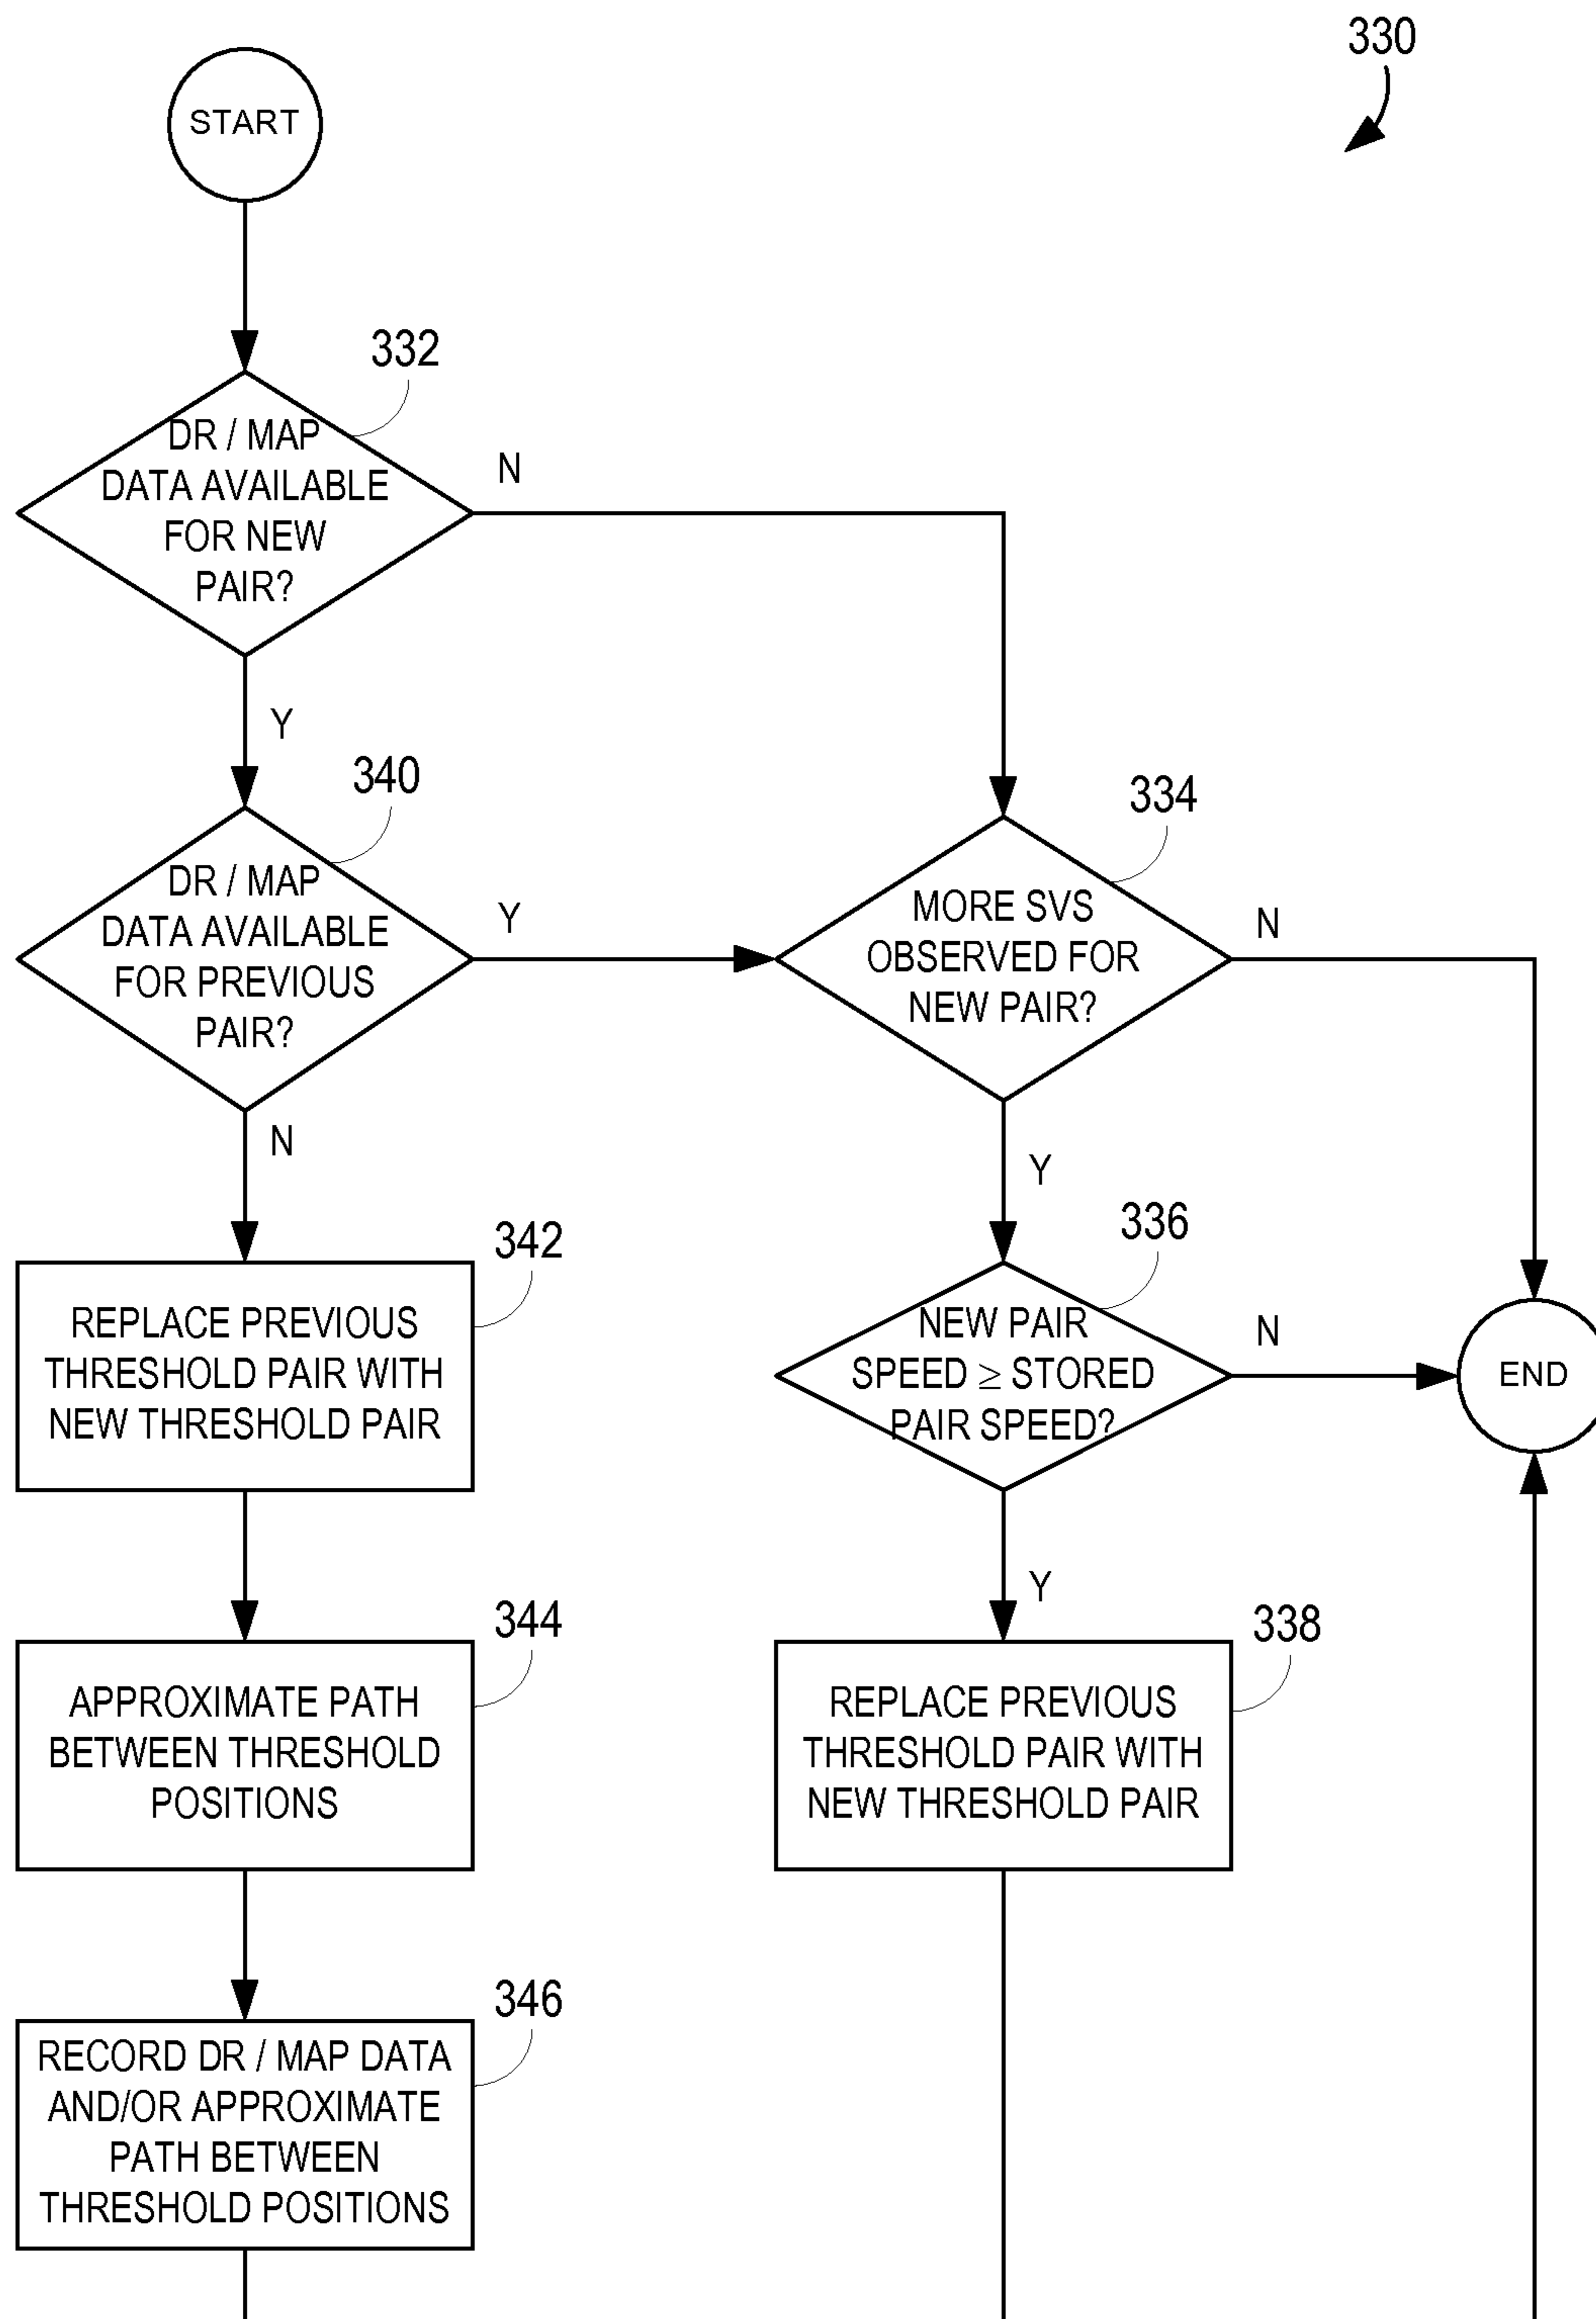 330
START
332
DR / MAP
DATA AVAILABLE
FOR NEW
PAIR?
N
Y
340
DR / MAP
DATA AVAILABLE
FOR PREVIOUS
PAIR?
Y
N
334
MORE SVS
OBSERVED FOR
NEW PAIR?
N
Y
336
NEW PAIR
SPEED ≥ STORED
PAIR SPEED?
N
Y
END
342
REPLACE PREVIOUS
THRESHOLD PAIR WITH
NEW THRESHOLD PAIR
344
APPROXIMATE PATH
BETWEEN THRESHOLD
POSITIONS
338
REPLACE PREVIOUS
THRESHOLD PAIR WITH
NEW THRESHOLD PAIR
346
RECORD DR / MAP DATA
AND/OR APPROXIMATE
PATH BETWEEN
THRESHOLD POSITIONS